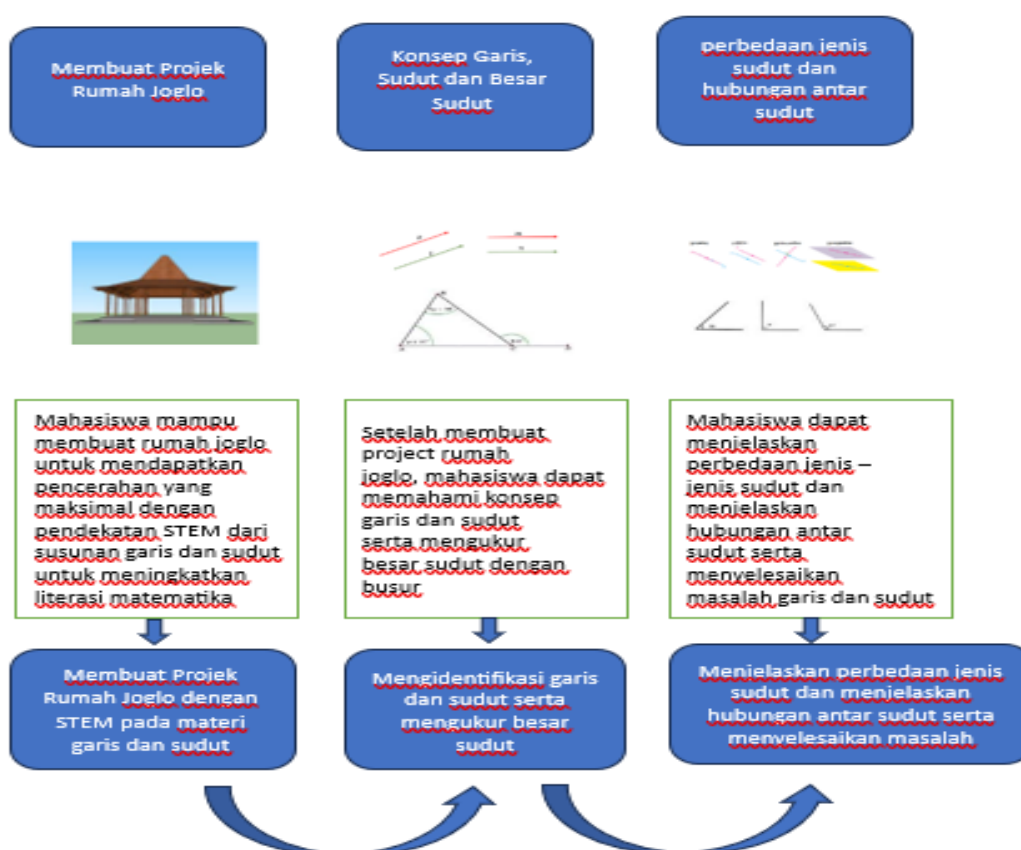 Membuat Projek
Rumah Joglo
Konsep Garis,
Sudut dan Besar
Sudut
perbedaan jenis
sudut dan
hubungan antar
sudut
Mahasiswa mampu
membuat rumah joglo
untuk mendapatkan
pencerahan yang
maksimal dengan
pendekatan STEM dari
susunan garis dan sudut
untuk meningkatkan
literasi matematika
Setelah membuat
project rumah
joglo, mahasiswa dapat
memahami konsep
garis dan sudut
serta mengukur
besar sudut dengan
busur
Mahasiswa dapat
menjelaskan
perbedaan jenis –
jenis sudut dan
menjelaskan
hubungan antar
sudut serta
menyelesaikan
masalah garis dan sudut
Membuat Projek
Rumah Joglo dengan
STEM pada materi
garis dan sudut
Mengidentifikasi garis
dan sudut serta
mengukur besar
sudut
Menjelaskan perbedaan jenis
sudut dan menjelaskan
hubungan antar sudut serta
menyelesaikan masalah